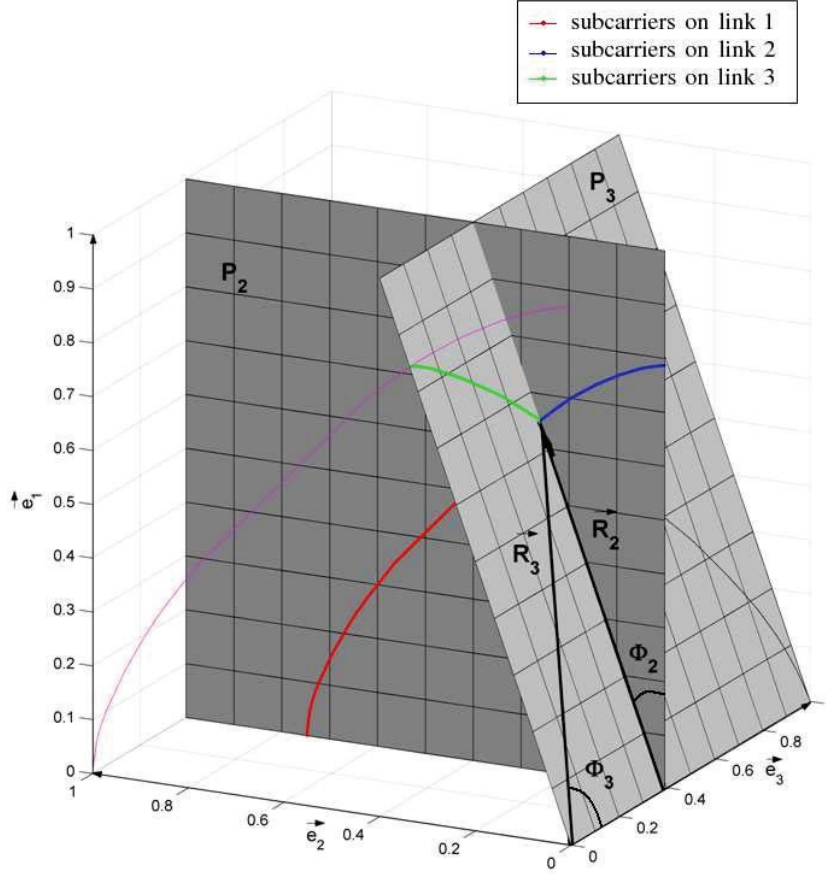 subcarriers on link 1
subcarriers on link 2
subcarriers on link 3
P3
P2
1
0.9
0.8
0.7
0.6
0.5
0.4
0.3
0.2
0.1
0
e1
R3
R2
Φ2
Φ3
1
0.8
0.6
0.4
0.2
0
e2
0
0.2
0.4
0.6
0.8
e3